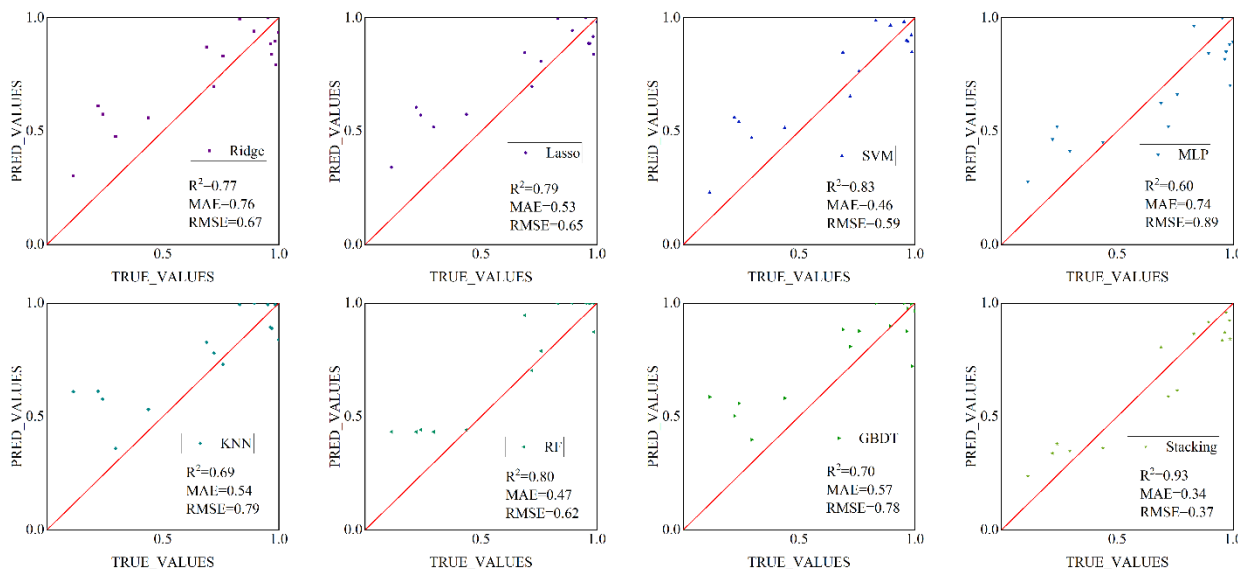 1.0
PRED_VALUES
0.5
Ridge
R²=0.77
MAE=0.76
RMSE=0.67
0.0
0.5
1.0
TRUE_VALUES
1.0
PRED_VALUES
0.5
Lasso
R²=0.79
MAE=0.53
RMSE=0.65
0.0
0.5
1.0
TRUE_VALUES
1.0
PRED_VALUES
0.5
SVM
R²=0.83
MAE=0.46
RMSE=0.59
0.0
0.5
1.0
TRUE_VALUES
1.0
PRED_VALUES
0.5
MLP
R²=0.60
MAE=0.74
RMSE=0.89
0.0
0.5
1.0
TRUE_VALUES
1.0
PRED_VALUES
0.5
KNN
R²=0.69
MAE=0.54
RMSE=0.79
0.0
0.5
1.0
TRUE_VALUES
1.0
PRED_VALUES
0.5
RF
R²=0.80
MAE=0.47
RMSE=0.62
0.0
0.5
1.0
TRUE_VALUES
1.0
PRED_VALUES
0.5
GBDT
R²=0.70
MAE=0.57
RMSE=0.78
0.0
0.5
1.0
TRUE_VALUES
1.0
PRED_VALUES
0.5
Stacking
R²=0.93
MAE=0.34
RMSE=0.37
0.0
0.5
1.0
TRUE_VALUES